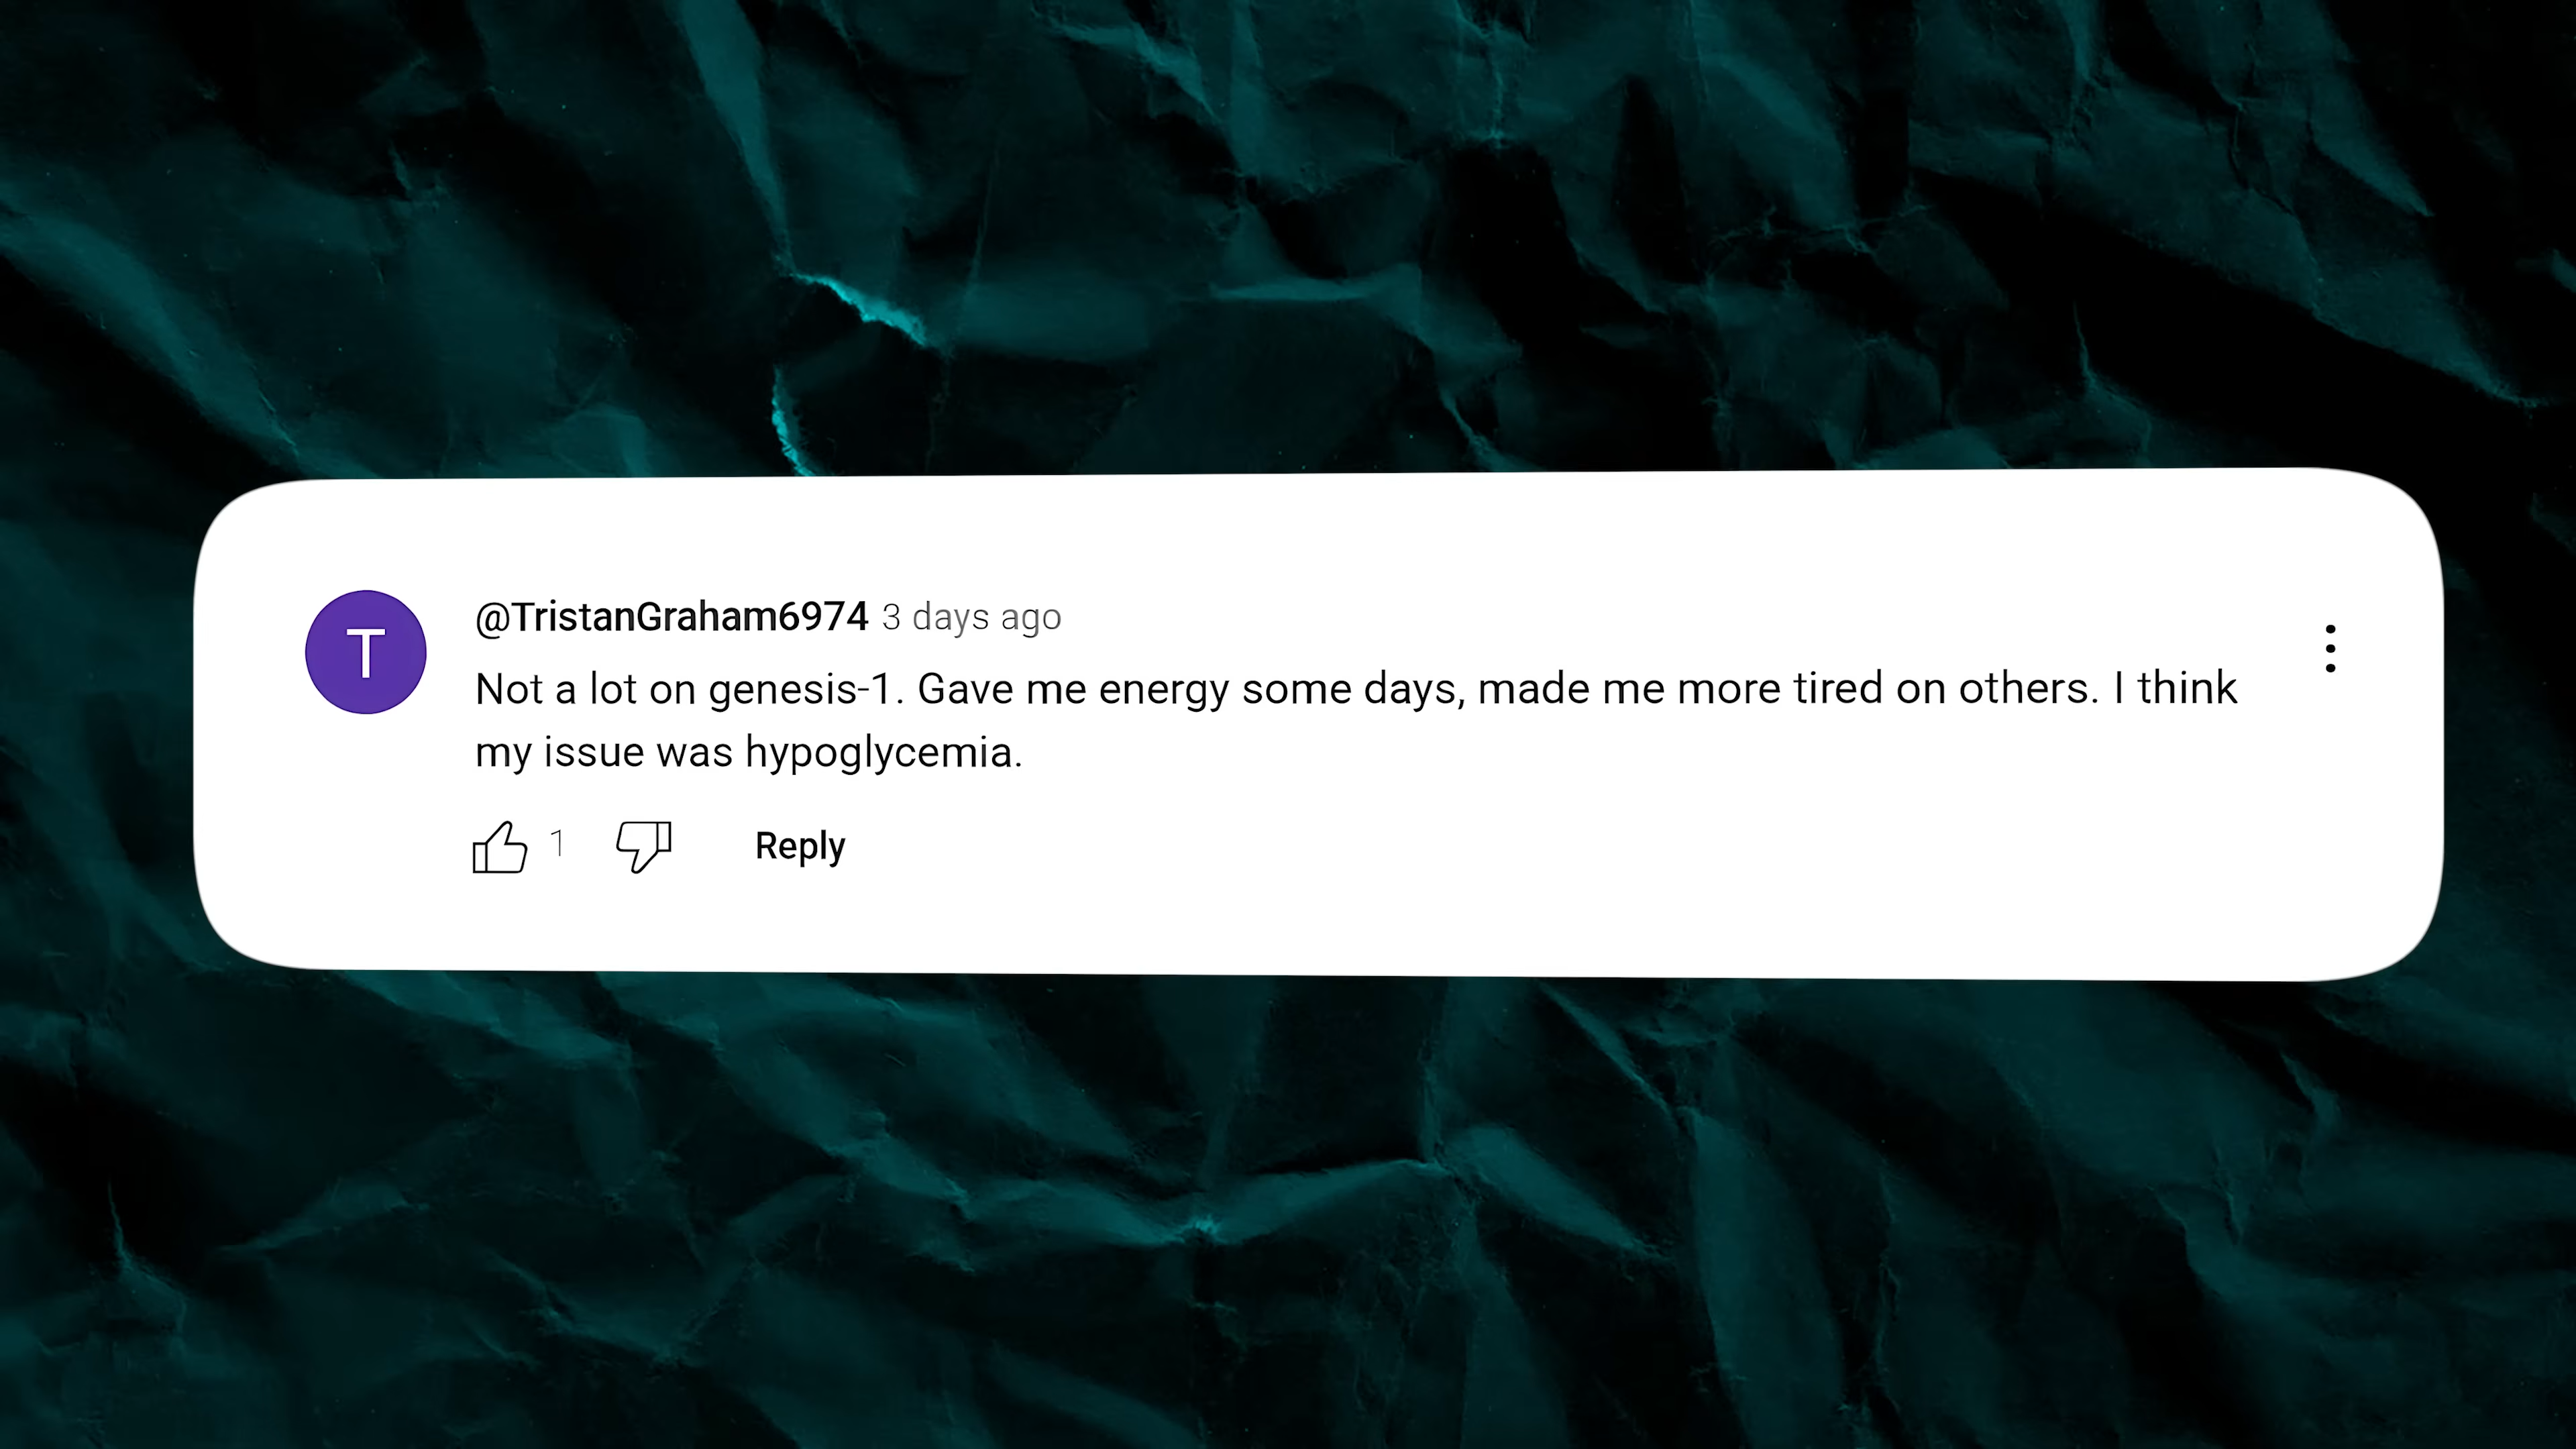 T
@TristanGraham6974 3 days ago
Not a lot on genesis-1. Gave me energy some days, made me more tired on others. I think
my issue was hypoglycemia.
1 Reply